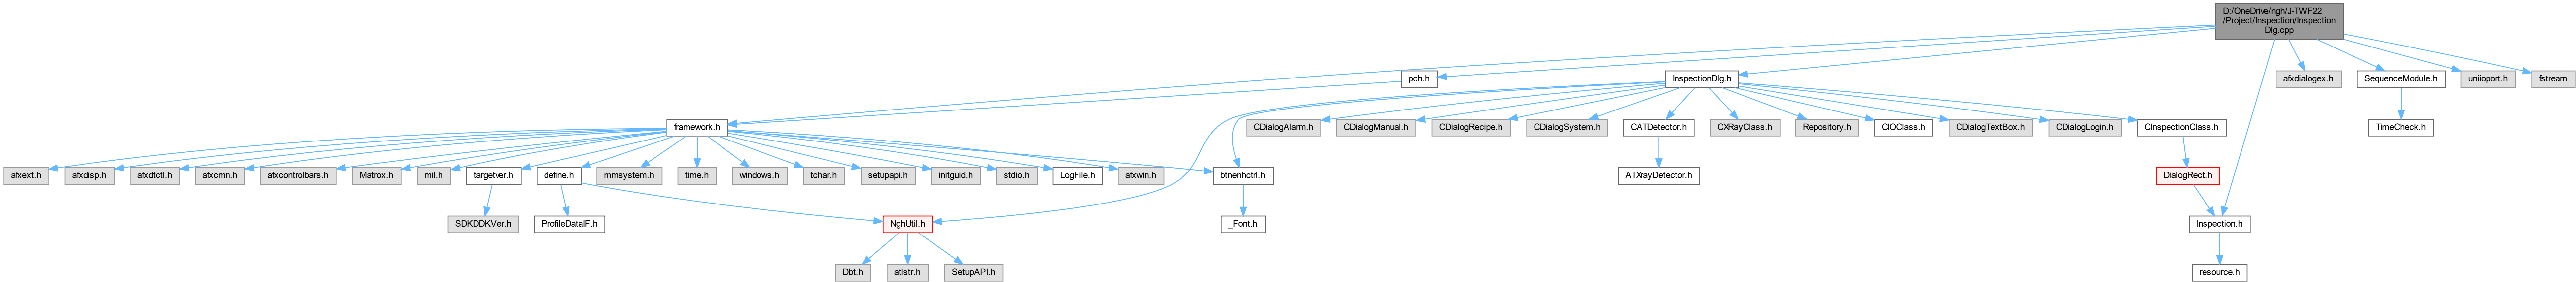 D:/OneDrive/ngh/J-TWF22
/Project/Inspection/Inspection
Dlg.cpp
pch.h
InspectionDlg.h
afxdialogex.h
SequenceModule.h
uniioport.h
fstream
framework.h
CDialogAlarm.h
CDialogManual.h
CDialogRecipe.h
CDialogSystem.h
CATDetector.h
CXRayClass.h
Repository.h
CIOClass.h
CDialogTextBox.h
CDialogLogin.h
CInspectionClass.h
TimeCheck.h
afxext.h
afxdisp.h
afxdtctl.h
afxcmn.h
afxcontrolbars.h
Matrox.h
mil.h
targetver.h
define.h
mmsystem.h
time.h
windows.h
tchar.h
setupapi.h
initguid.h
stdio.h
LogFile.h
afxwin.h
btnenhctrl.h
ATXrayDetector.h
DialogRect.h
SDKDDKVer.h
ProfileDataIF.h
NghUtil.h
_Font.h
Inspection.h
Dbt.h
atlstr.h
SetupAPI.h
resource.h